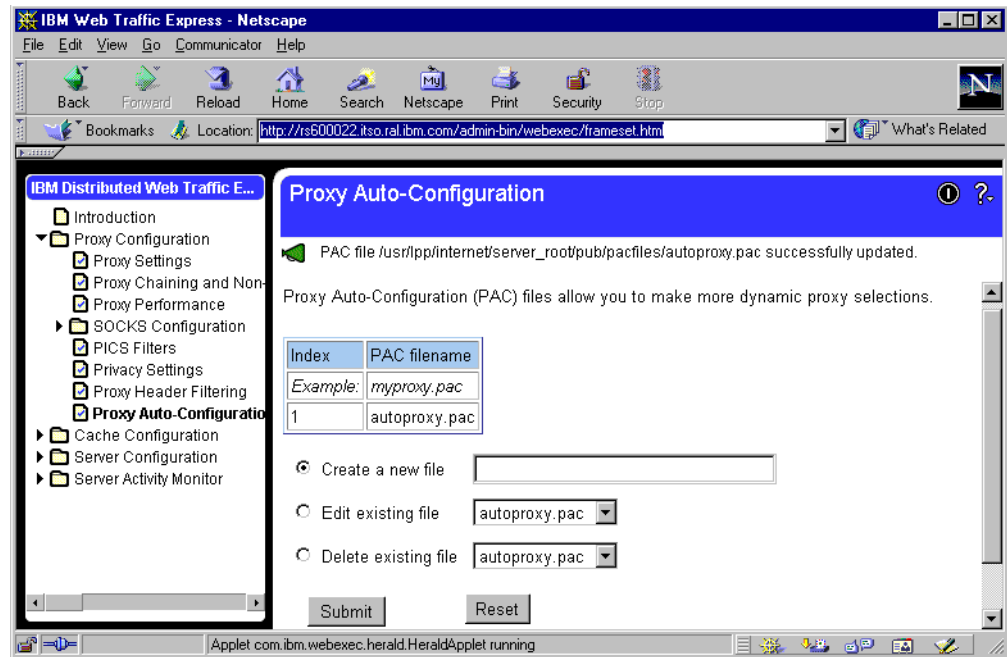 IBM Web Traffic Express - Netscape
File Edit View Go Communicator Help
Back Forward Reload Home Search Netscape Print Security Stop
My
N
Bookmarks Location: http://rs600022.itso.ral.ibm.com/admin-bin/webexec/frameset.html What's Related
IBM Distributed Web Traffic E...
Introduction
Proxy Configuration
Proxy Settings
Proxy Chaining and Non-
Proxy Performance
SOCKS Configuration
PICS Filters
Privacy Settings
Proxy Header Filtering
Proxy Auto-Configuratio
Cache Configuration
Server Configuration
Server Activity Monitor
Proxy Auto-Configuration
?
PAC file /usr/lpp/internet/server_root/pub/pacfiles/autoproxy.pac successfully updated.
Proxy Auto-Configuration (PAC) files allow you to make more dynamic proxy selections.
Index PAC filename
Example: myproxy.pac
1 autoproxy.pac
Create a new file
Edit existing file autoproxy.pac
Delete existing file autoproxy.pac
Submit Reset
Applet com.ibm.webexec.herald.HeraldApplet running